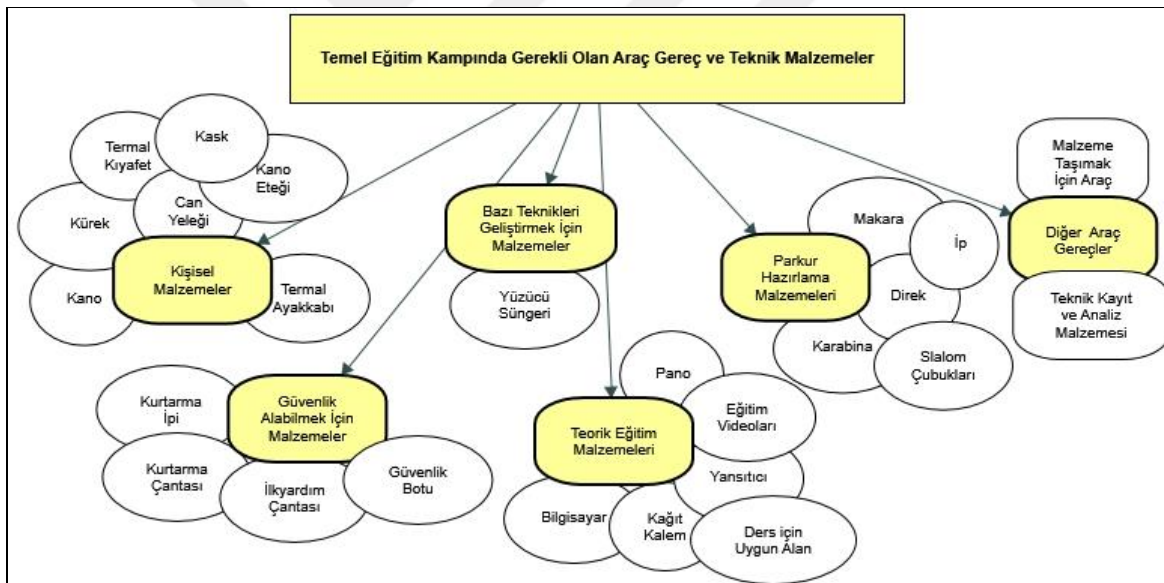 Temel Eğitim Kampında Gerekli Olan Araç Gereç ve Teknik Malzemeler
Kask
Termal
Kıyafet
Kano
Eteği
Can
Yeleği
Kürek
Kişisel
Malzemeler
Kano
Termal
Ayakkabı
Bazı Teknikleri
Geliştirmek İçin
Malzemeler
Yüzücü
Süngeri
Makara
İp
Parkur
Hazırlama
Malzemeleri
Direk
Karabina
Slalom
Çubukları
Malzeme
Taşımak
İçin Araç
Diğer Araç
Gereçler
Teknik Kayıt
ve Analiz
Malzemesi
Kurtarma
İpi
Güvenlik
Alabilmek İçin
Malzemeler
Kurtarma
Çantası
İlkyardım
Çantası
Güvenlik
Botu
Pano
Eğitim
Videoları
Teorik Eğitim
Malzemeleri
Yansıtıcı
Bilgisayar
Kağıt
Kalem
Ders için
Uygun Alan